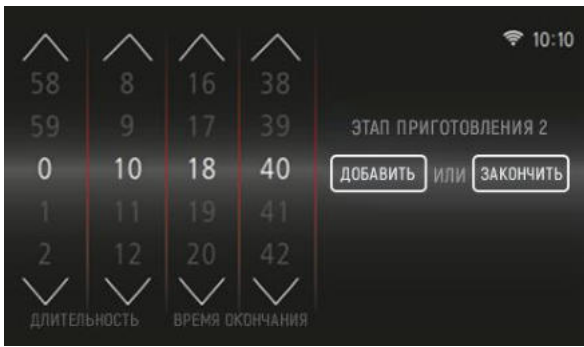 10:10
58 8 16 38
59 9 17 39
ЭТАП ПРИГОТОВЛЕНИЯ 2
0 10 18 40
ДОБАВИТЬ ИЛИ ЗАКОНЧИТЬ
1 11 19 41
2 12 20 42
ДЛИТЕЛЬНОСТЬ ВРЕМЯ ОКОНЧАНИЯ